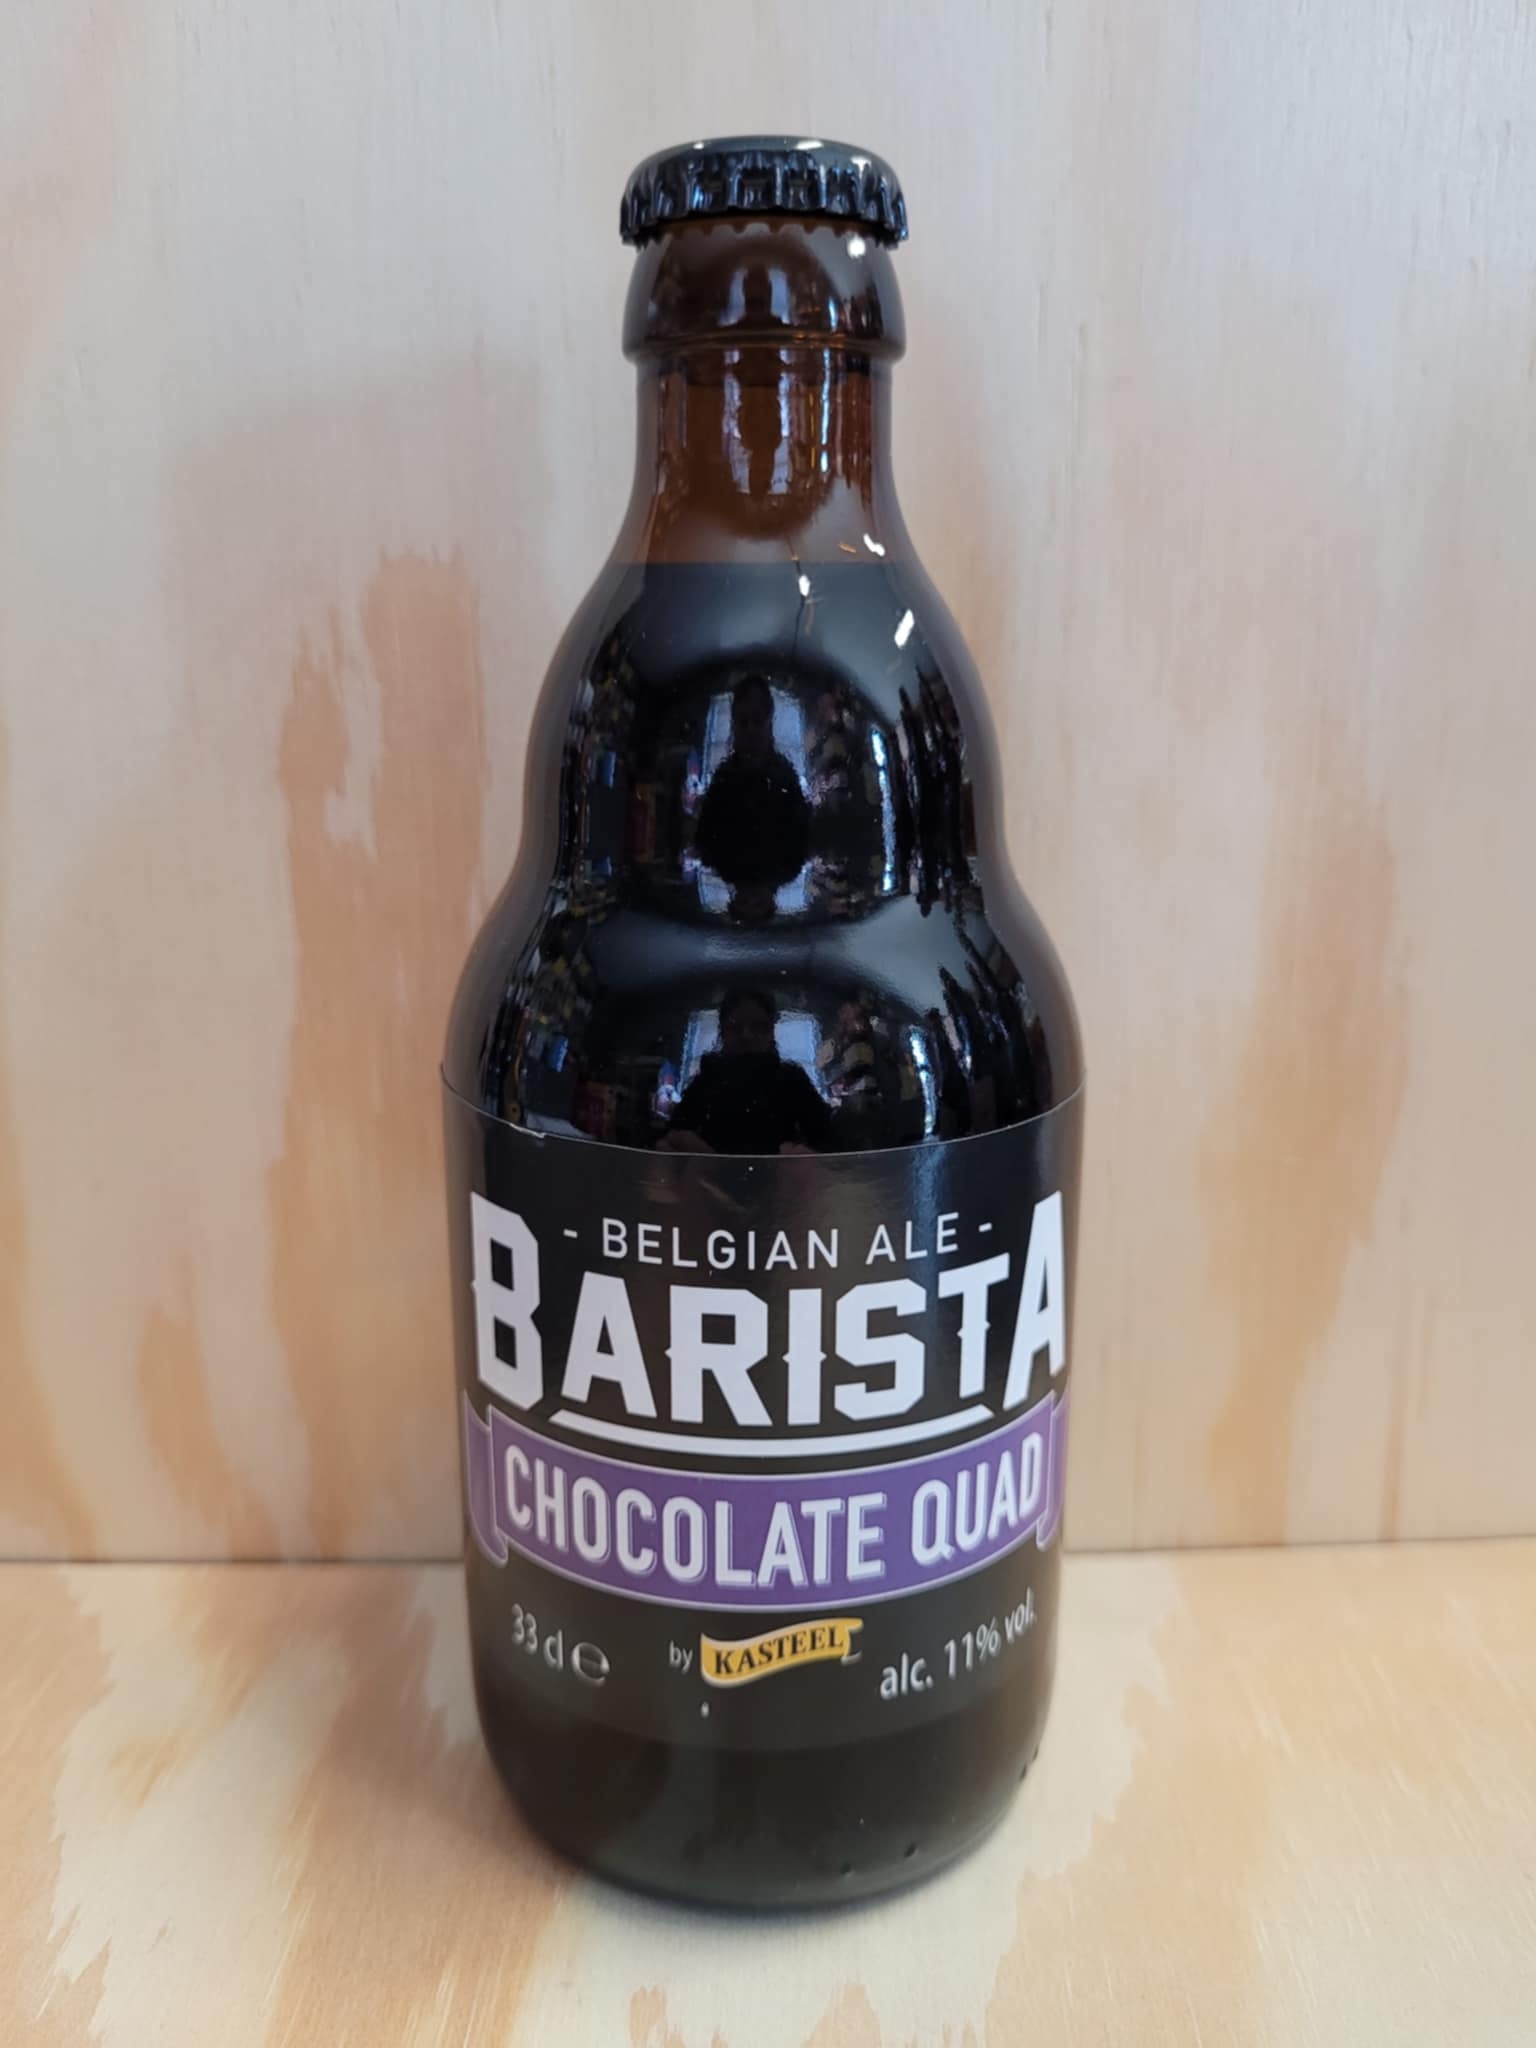 - BELGIAN ALE -
BARISTA
CHOCOLATE QUAD
33 cl ℮
by KASTEEL
alc. 11% vol.